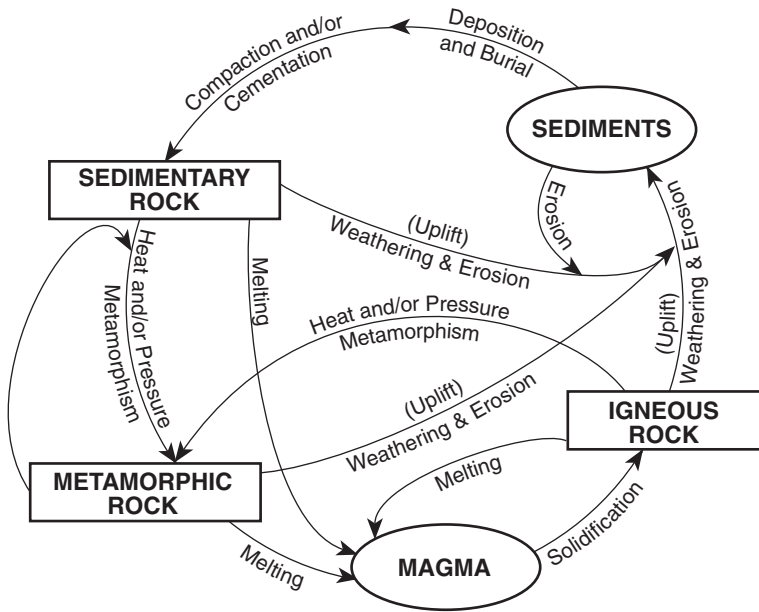 Deposition
and Burial
Compaction and/or
Cementation
SEDIMENTS
SEDIMENTARY
ROCK
Erosion
(Uplift)
Weathering & Erosion
(Uplift)
Weathering & Erosion
Heat and/or Pressure
Metamorphism
Melting
Heat and/or Pressure
Metamorphism
(Uplift)
Weathering & Erosion
IGNEOUS
ROCK
METAMORPHIC
ROCK
Melting
Solidification
Melting
MAGMA